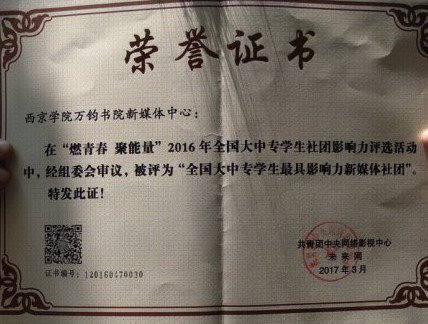 荣誉证书
西京学院万钧书院新媒体中心：
在“燃青春 聚能量”2016年全国大中专学生社团影响力评选活动
中，经组委会审议，被评为“全国大中专学生最具影响力新媒体社团”。
特发此证！
共青团中央网络影视中心
未来网
2017年3月
证书编号：120160470030